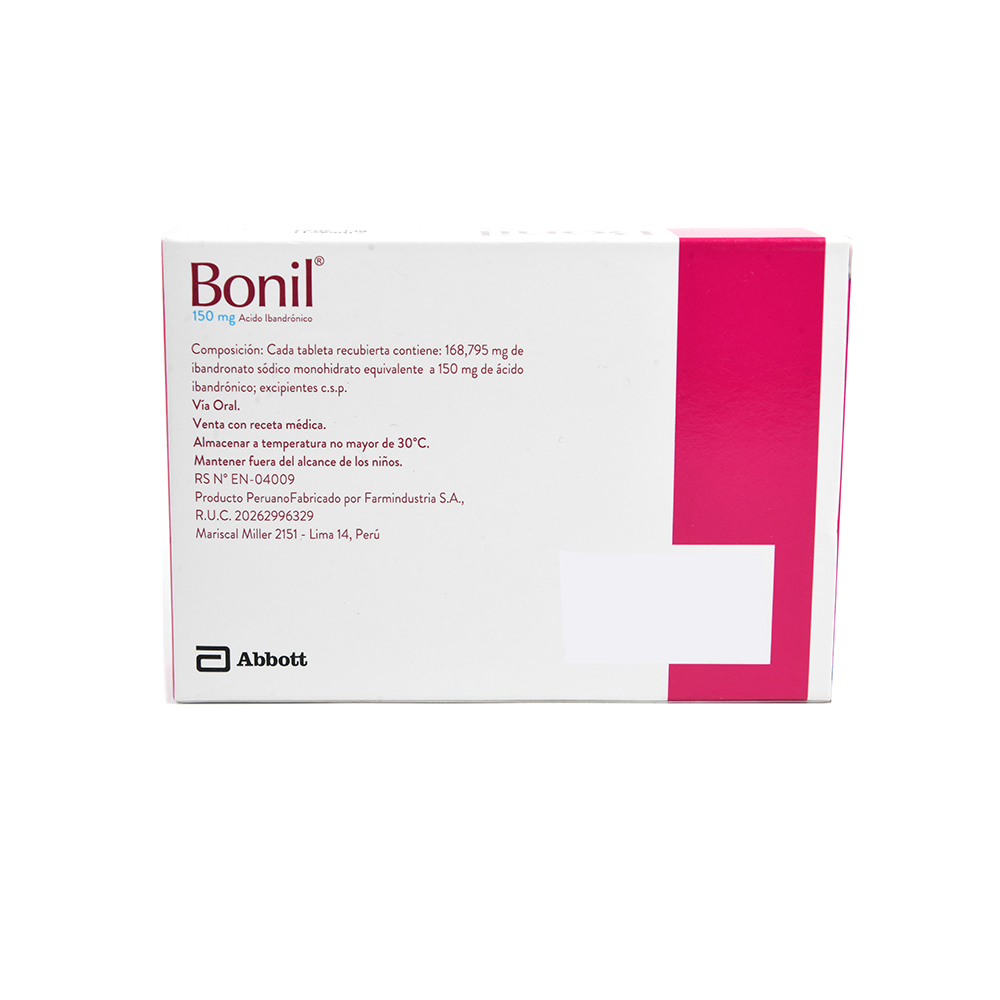 Bonil®
150 mg Acido Ibandrónico
Composición: Cada tableta recubierta contiene: 168,795 mg de
ibandronato sódico monohidrato equivalente a 150 mg de ácido
ibandrónico; excipientes c.s.p.
Vía Oral.
Venta con receta médica.
Almacenar a temperatura no mayor de 30°C.
Mantener fuera del alcance de los niños.
RS N° EN-04009
Producto PeruanoFabricado por Farmindustria S.A.,
R.U.C. 20262996329
Mariscal Miller 2151 - Lima 14, Perú
Abbott